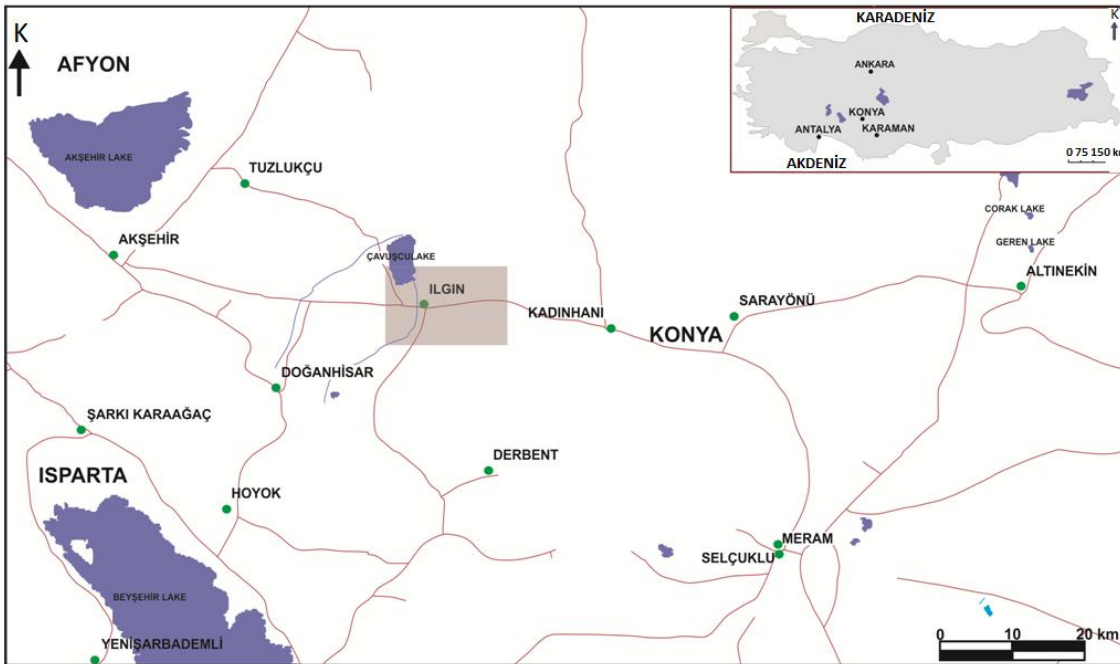 K
AFYON
AKŞEHİR LAKE
TUZLUKÇU
AKŞEHİR
ÇAVUŞCULAKE
ILGIN
KADINHANI
KONYA
SARAYÖNÜ
CORAK LAKE
GEREN LAKE
ALTINEKİN
DOĞANHİSAR
ŞARKI KARAAĞAÇ
ISPARTA
HOYOK
DERBENT
BEYŞEHİR LAKE
YENİŞARBADEMLİ
MERAM
SELÇUKLU
0 10 20 km
KARADENİZ
K
ANKARA
KONYA
ANTALYA
KARAMAN
AKDENİZ
0 75 150 km